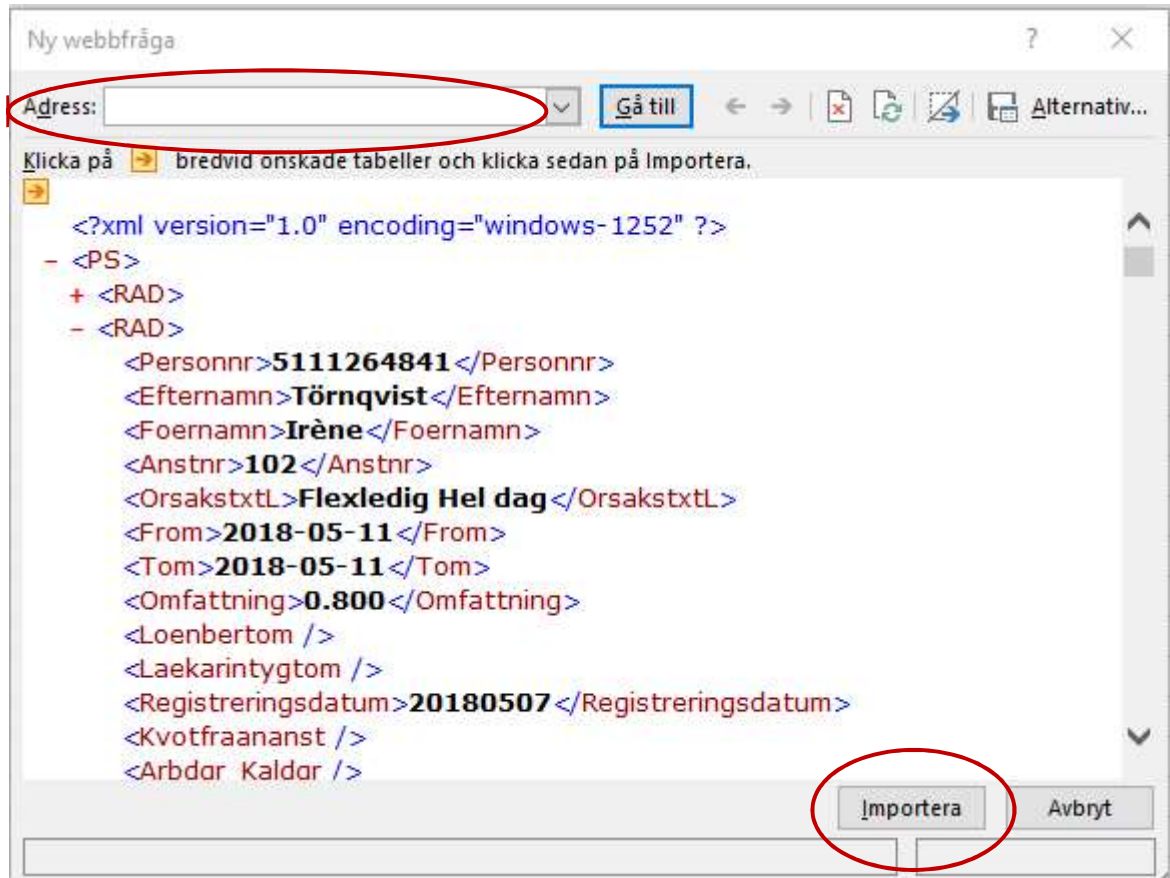 Ny webbfråga ? ×
Adress: Gå till Alternativ...
Klicka på bredvid önskade tabeller och klicka sedan på Importera.
<?xml version="1.0" encoding="windows-1252" ?>
- <PS>
+ <RAD>
- <RAD>
<Personnr>5111264841</Personnr>
<Efternamn>Törnqvist</Efternamn>
<Foernamn>Irène</Foernamn>
<Anstnr>102</Anstnr>
<OrsakstxtL>Flexledig Hel dag</OrsakstxtL>
<From>2018-05-11</From>
<Tom>2018-05-11</Tom>
<Omfattning>0.800</Omfattning>
<Loenbertom />
<Laekarintygtom />
<Registreringsdatum>20180507</Registreringsdatum>
<Kvotfraananst />
<Arbdgr_Kaldgr />
Importera Avbryt